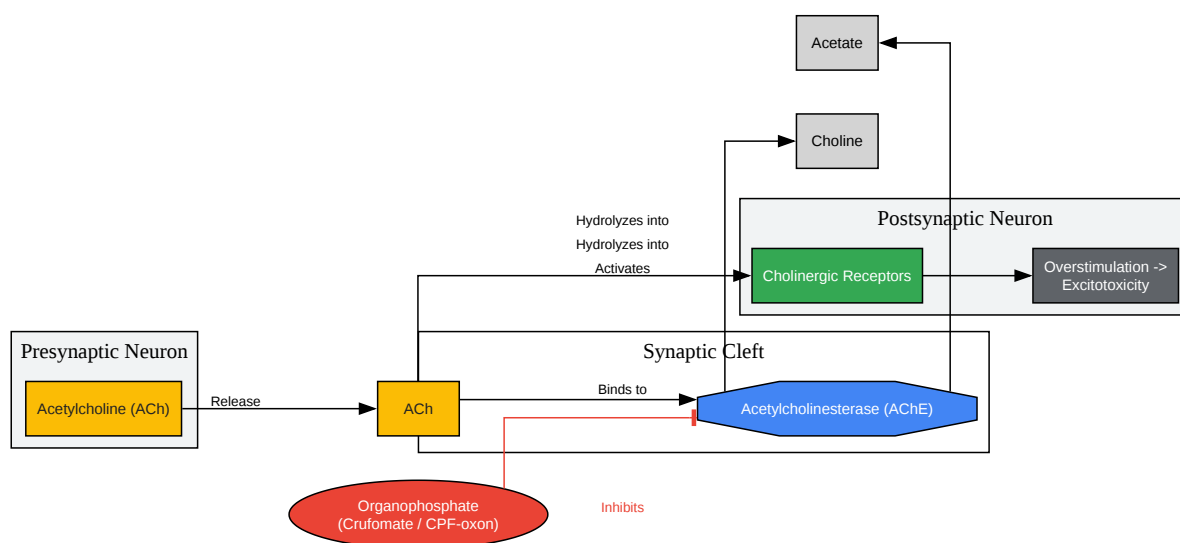 Acetate
Choline
Hydrolyzes into
Postsynaptic Neuron
Hydrolyzes into
Activates
Cholinergic Receptors
Overstimulation ->
Excitotoxicity
Presynaptic Neuron
Synaptic Cleft
Acetylcholine (ACh)
Release
ACh
Binds to
Acetylcholinesterase (AChE)
Organophosphate
(Crufomate / CPF-oxon)
Inhibits